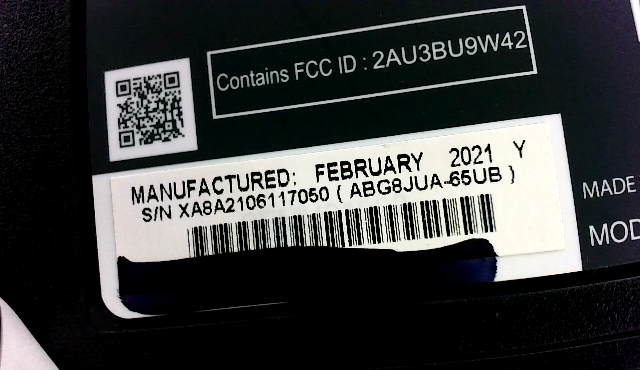 Contains FCC ID : 2AU3BU9W42
MANUFACTURED: FEBRUARY 2021 Y
S/N XA8A2106117050 ( ABG8JUA-65UB )
MADE
MOD